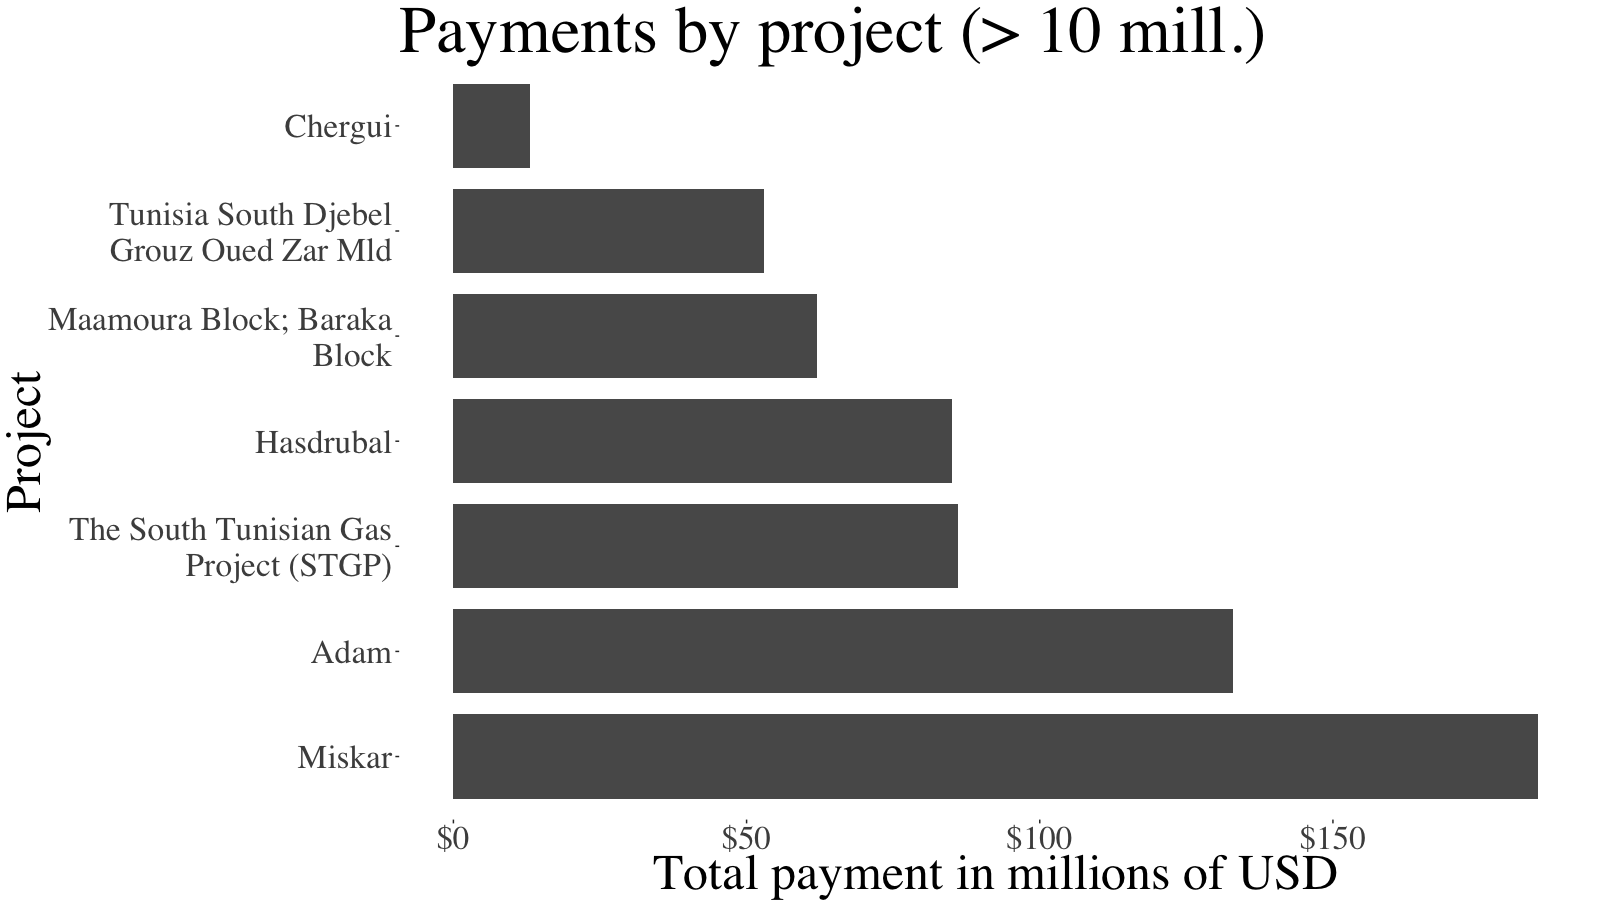 Payments by project (> 10 mill.)
Chergui
Tunisia South Djebel
Grouz Oued Zar Mld
Maamoura Block; Baraka
Block
Hasdrubal
The South Tunisian Gas
Project (STGP)
Adam
Miskar
Project
$0 $50 $100 $150
Total payment in millions of USD